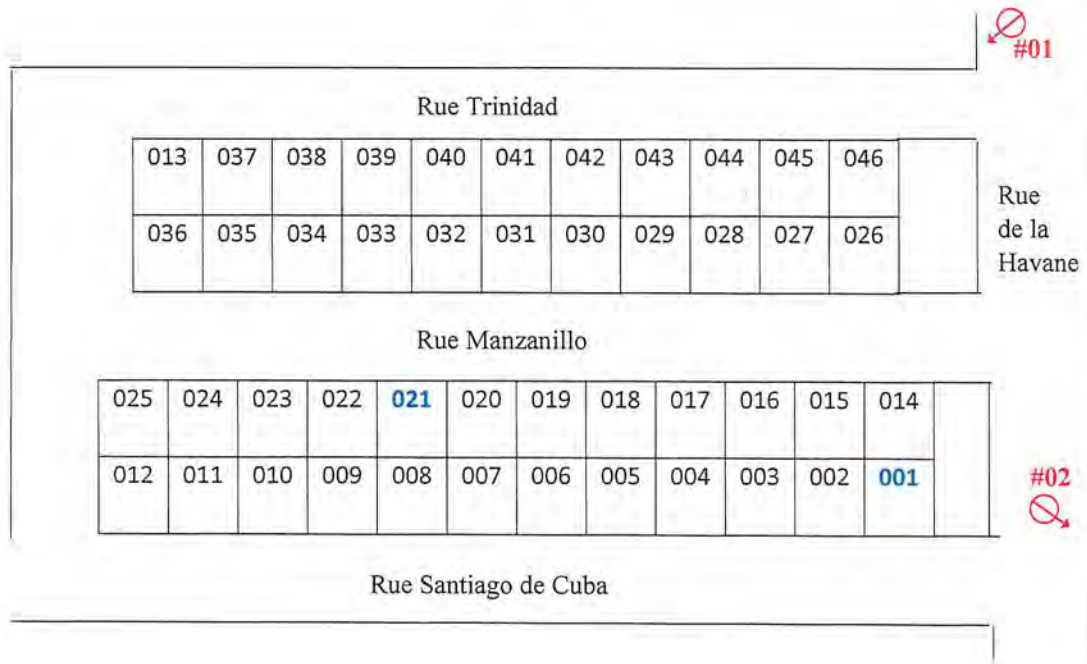 #01
Rue Trinidad
013 037 038 039 040 041 042 043 044 045 046
Rue
de la
Havane
036 035 034 033 032 031 030 029 028 027 026
Rue Manzanillo
025 024 023 022 021 020 019 018 017 016 015 014
012 011 010 009 008 007 006 005 004 003 002 001
#02
Rue Santiago de Cuba